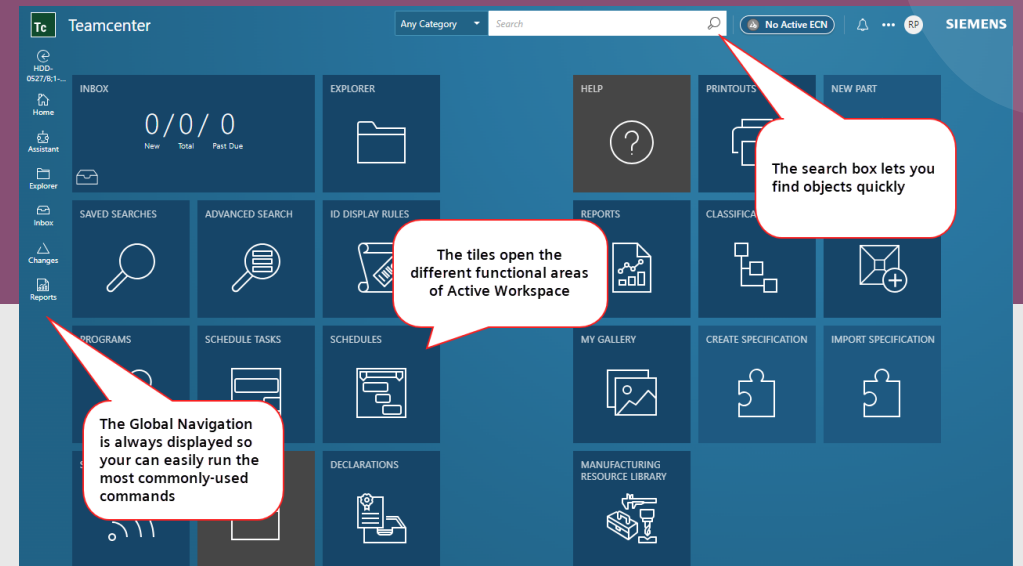 Tc
Teamcenter
Any Category
Search
No Active ECN
RP
SIEMENS
HDD-
0527/B;1-...
Home
Assistant
Explorer
Inbox
Changes
Reports
INBOX
0/0/ 0
New Total Past Due
EXPLORER
HELP
?
PRINTOUTS
NEW PART
The search box lets you
find objects quickly
SAVED SEARCHES
ADVANCED SEARCH
ID DISPLAY RULES
REPORTS
The tiles open the
different functional areas
of Active Workspace
PROGRAMS
SCHEDULE TASKS
SCHEDULES
MY GALLERY
CREATE SPECIFICATION
IMPORT SPECIFICATION
The Global Navigation
is always displayed so
your can easily run the
most commonly-used
commands
DECLARATIONS
MANUFACTURING
RESOURCE LIBRARY